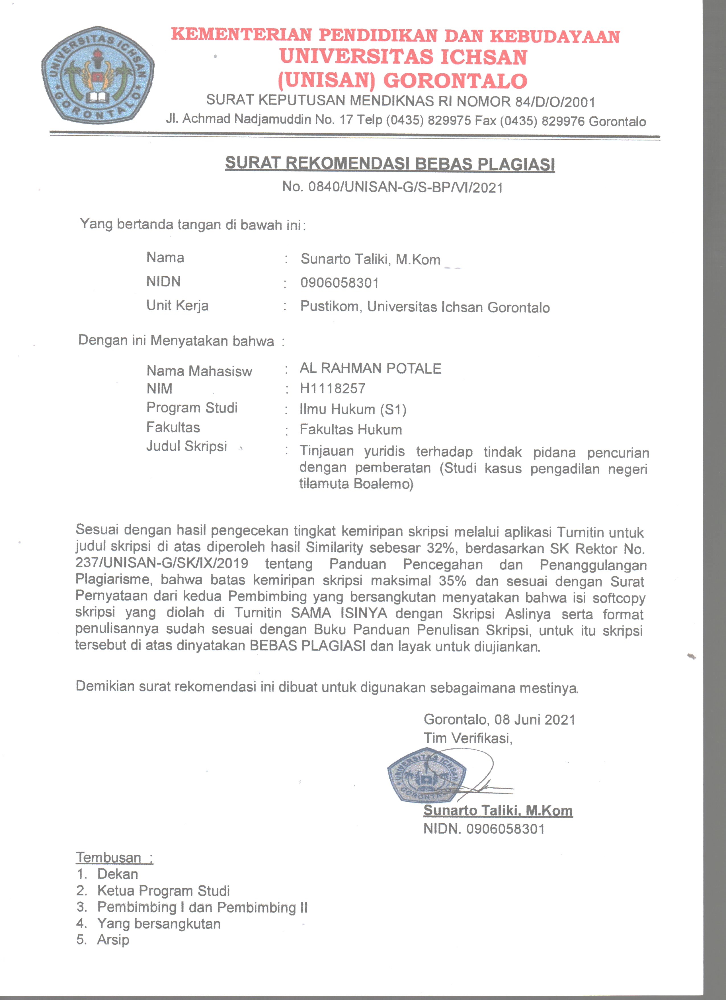 UNIVERSITAS ICHSAN
GORONTALO
KEMENTERIAN PENDIDIKAN DAN KEBUDAYAAN
UNIVERSITAS ICHSAN
(UNISAN) GORONTALO
SURAT KEPUTUSAN MENDIKNAS RI NOMOR 84/D/O/2001
Jl. Achmad Nadjamuddin No. 17 Telp (0435) 829975 Fax (0435) 829976 Gorontalo
SURAT REKOMENDASI BEBAS PLAGIASI
No. 0840/UNISAN-G/S-BP/VI/2021
Yang bertanda tangan di bawah ini :
Nama : Sunarto Taliki, M.Kom
NIDN : 0906058301
Unit Kerja : Pustikom, Universitas Ichsan Gorontalo
Dengan ini Menyatakan bahwa :
Nama Mahasisw : AL RAHMAN POTALE
NIM : H1118257
Program Studi : Ilmu Hukum (S1)
Fakultas : Fakultas Hukum
Judul Skripsi : Tinjauan yuridis terhadap tindak pidana pencurian
dengan pemberatan (Studi kasus pengadilan negeri
tilamuta Boalemo)
Sesuai dengan hasil pengecekan tingkat kemiripan skripsi melalui aplikasi Turnitin untuk
judul skripsi di atas diperoleh hasil Similarity sebesar 32%, berdasarkan SK Rektor No.
237/UNISAN-G/SK/IX/2019 tentang Panduan Pencegahan dan Penanggulangan
Plagiarisme, bahwa batas kemiripan skripsi maksimal 35% dan sesuai dengan Surat
Pernyataan dari kedua Pembimbing yang bersangkutan menyatakan bahwa isi softcopy
skripsi yang diolah di Turnitin SAMA ISINYA dengan Skripsi Aslinya serta format
penulisannya sudah sesuai dengan Buku Panduan Penulisan Skripsi, untuk itu skripsi
tersebut di atas dinyatakan BEBAS PLAGIASI dan layak untuk diujiankan.
Demikian surat rekomendasi ini dibuat untuk digunakan sebagaimana mestinya.
Gorontalo, 08 Juni 2021
Tim Verifikasi,
UNIVERSITAS ICHSAN
GORONTALO
Sunarto Taliki, M.Kom
NIDN. 0906058301
Tembusan :
1. Dekan
2. Ketua Program Studi
3. Pembimbing I dan Pembimbing II
4. Yang bersangkutan
5. Arsip